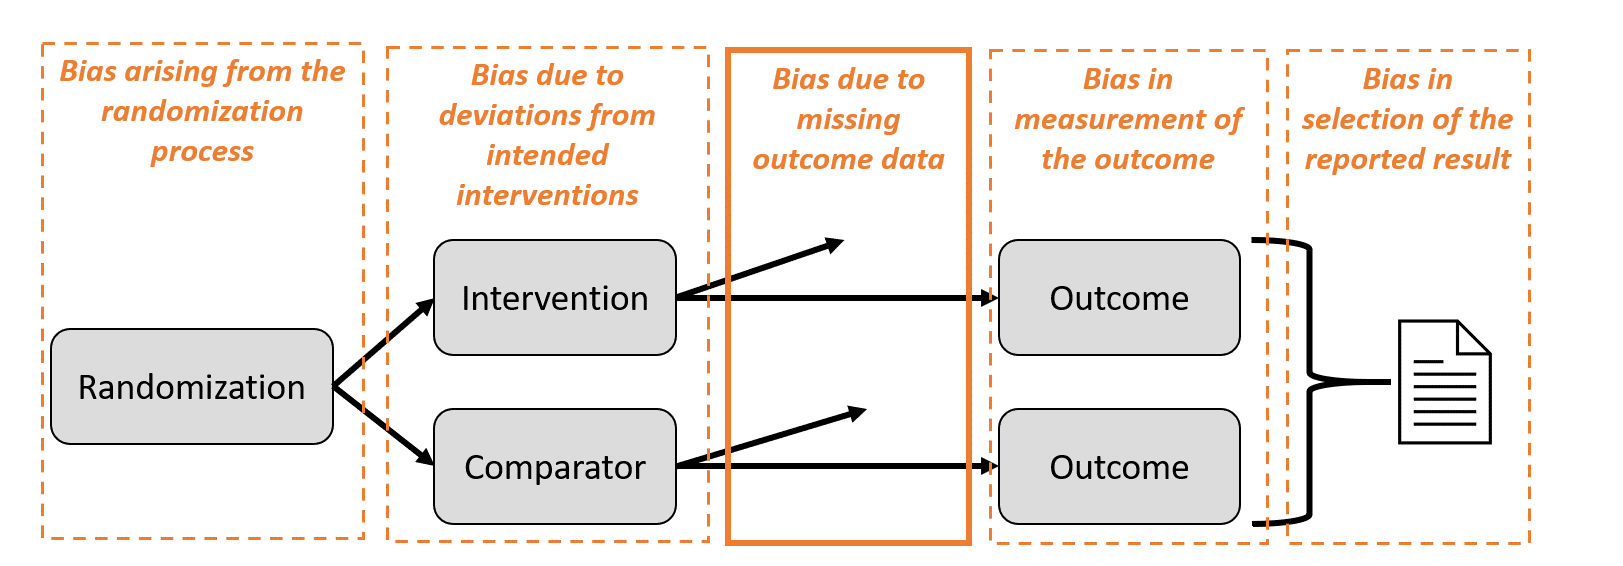 Bias arising from the
randomization
process
Bias due to
deviations from
intended
interventions
Bias due to
missing
outcome data
Bias in
measurement of
the outcome
Bias in
selection of the
reported result
Randomization
Intervention
Comparator
Outcome
Outcome